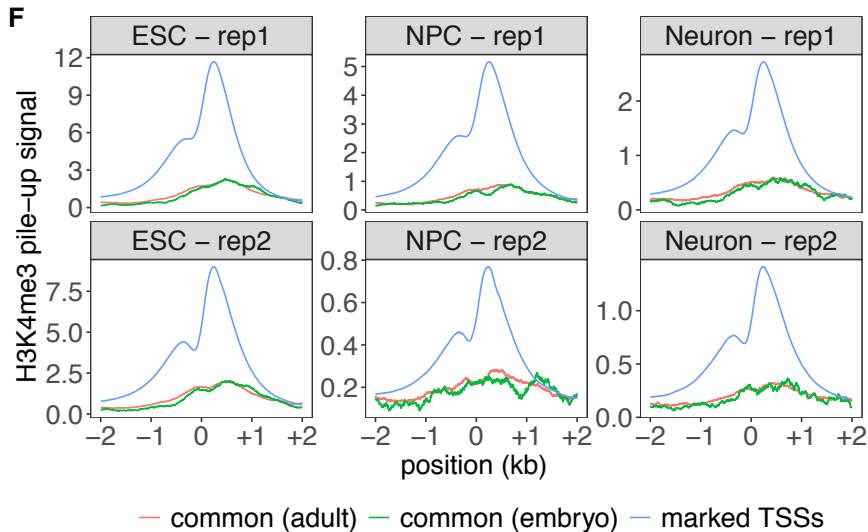 F
ESC – rep1
NPC – rep1
Neuron – rep1
12
9
6
3
0
5
4
3
2
1
0
2
1
0
ESC – rep2
NPC – rep2
Neuron – rep2
7.5
5.0
2.5
0.0
0.8
0.6
0.4
0.2
1.0
0.5
0.0
H3K4me3 pile−up signal
−2 −1 0 +1 +2
−2 −1 0 +1 +2
−2 −1 0 +1 +2
position (kb)
common (adult) common (embryo) marked TSSs